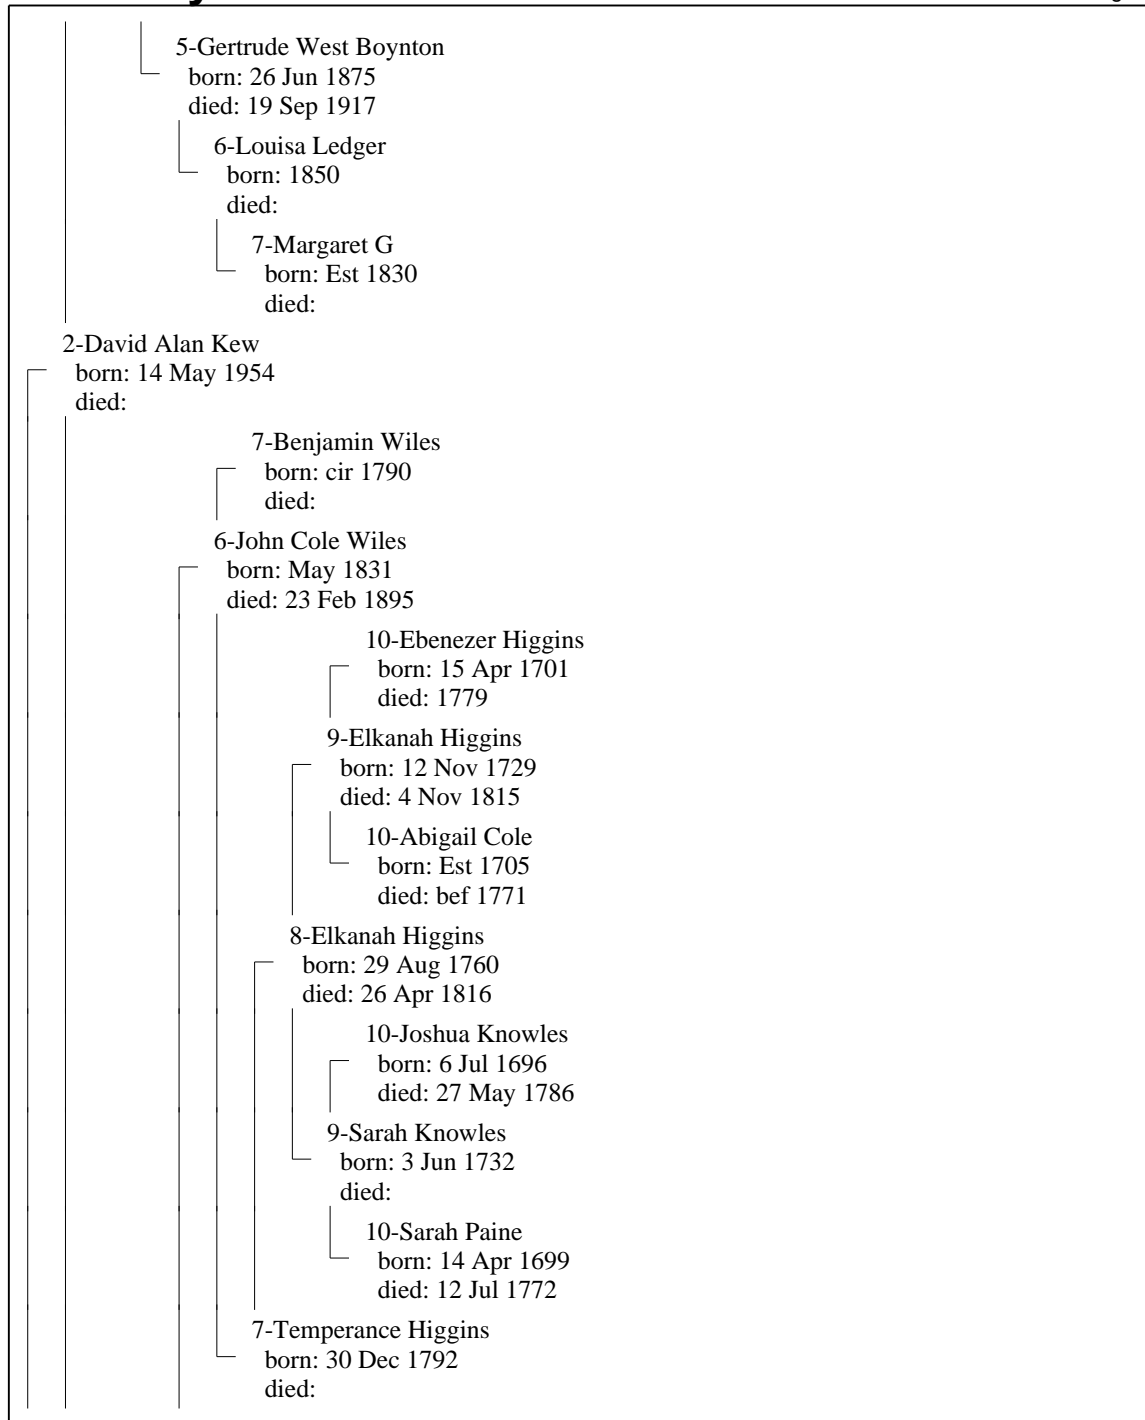 5-Gertrude West Boynton
born: 26 Jun 1875
died: 19 Sep 1917
6-Louisa Ledger
born: 1850
died:
7-Margaret G
born: Est 1830
died:
2-David Alan Kew
born: 14 May 1954
died:
7-Benjamin Wiles
born: cir 1790
died:
6-John Cole Wiles
born: May 1831
died: 23 Feb 1895
10-Ebenezer Higgins
born: 15 Apr 1701
died: 1779
9-Elkanah Higgins
born: 12 Nov 1729
died: 4 Nov 1815
10-Abigail Cole
born: Est 1705
died: bef 1771
8-Elkanah Higgins
born: 29 Aug 1760
died: 26 Apr 1816
10-Joshua Knowles
born: 6 Jul 1696
died: 27 May 1786
9-Sarah Knowles
born: 3 Jun 1732
died:
10-Sarah Paine
born: 14 Apr 1699
died: 12 Jul 1772
7-Temperance Higgins
born: 30 Dec 1792
died: